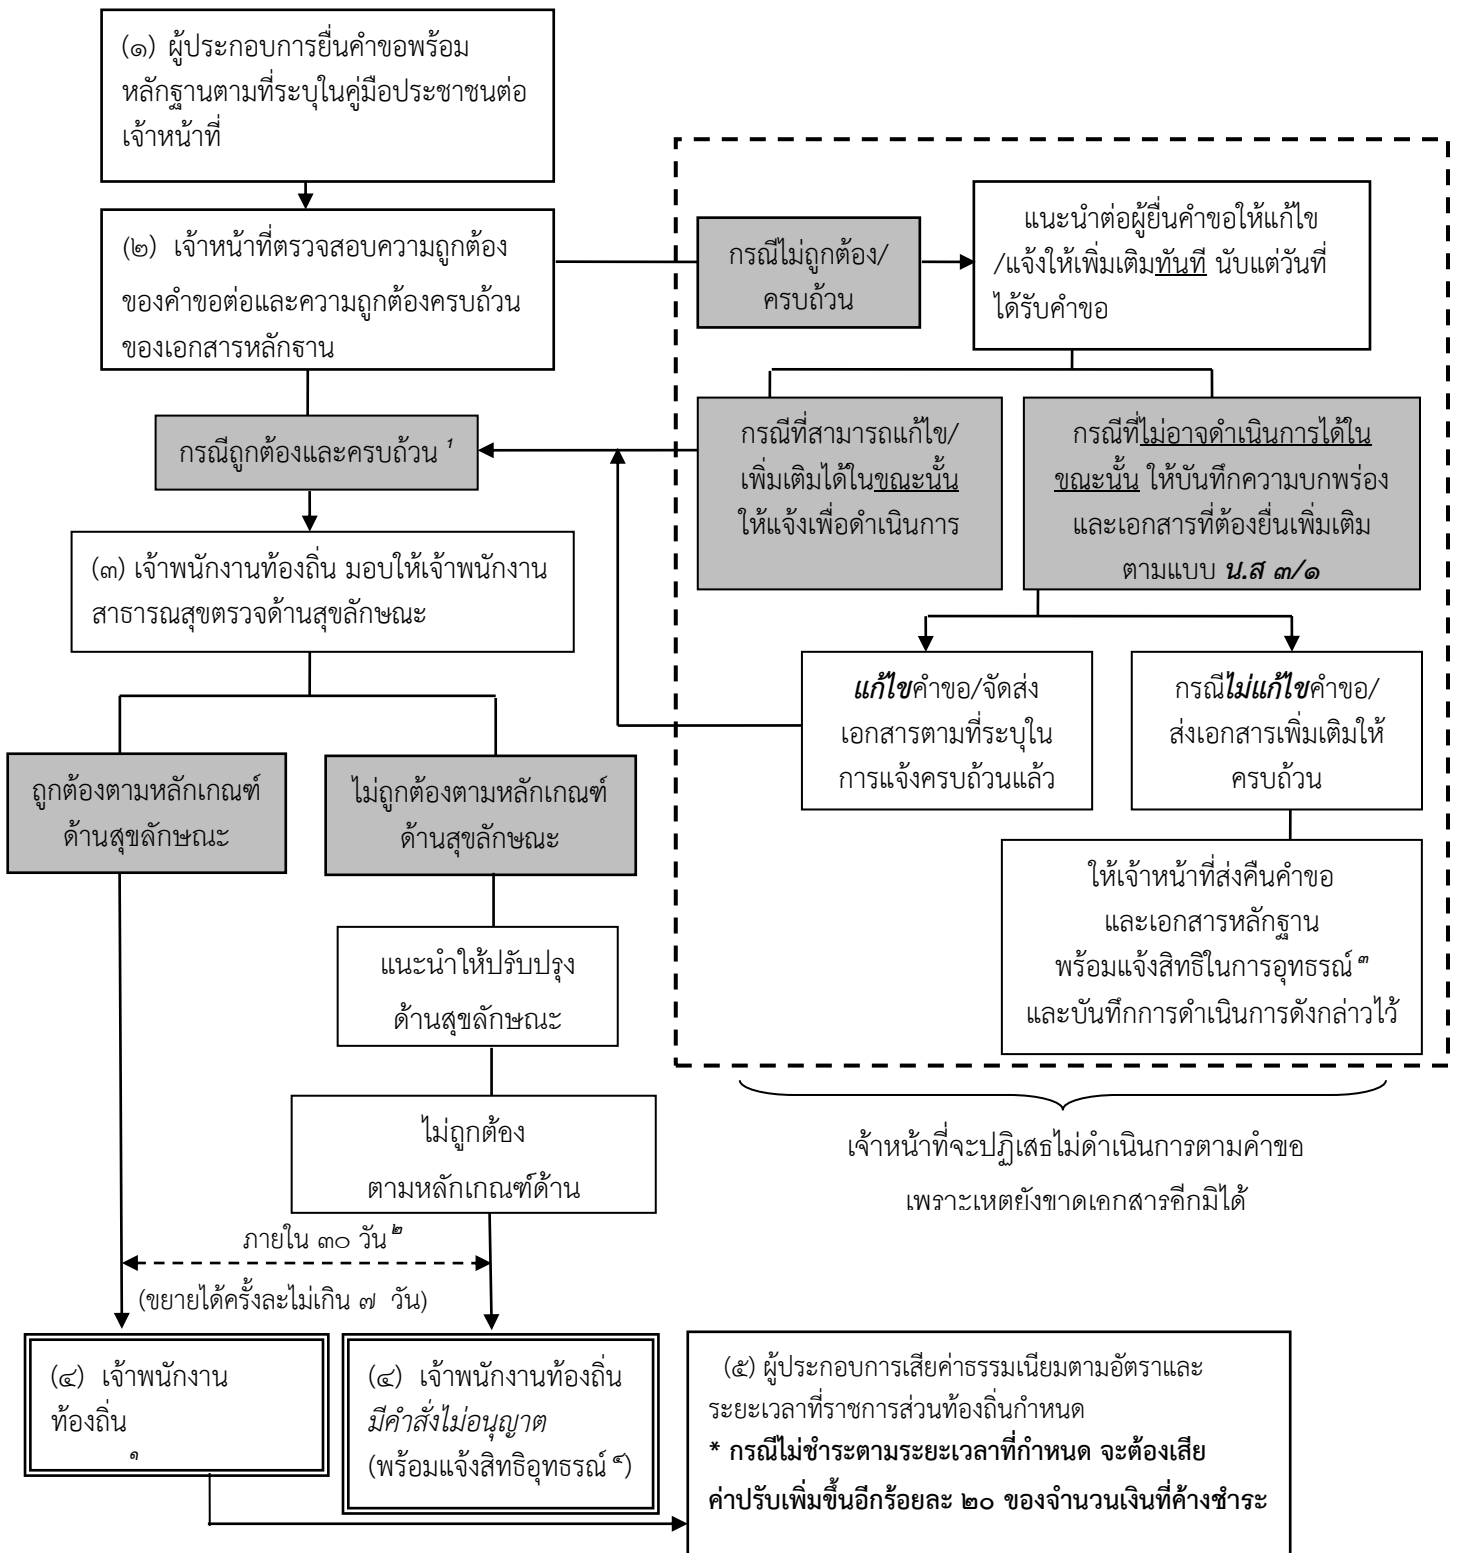 (๑) ผู้ประกอบการยื่นคำขอพร้อม
หลักฐานตามที่ระบุในคู่มือประชาชนต่อ
เจ้าหน้าที่
(๒) เจ้าหน้าที่ตรวจสอบความถูกต้อง
ของคำขอต่อและความถูกต้องครบถ้วน
ของเอกสารหลักฐาน
กรณีไม่ถูกต้อง/
ครบถ้วน
แนะนำต่อผู้ยื่นคำขอให้แก้ไข
/แจ้งให้เพิ่มเติมทันที นับแต่วันที่
ได้รับคำขอ
กรณีถูกต้องและครบถ้วน 1
กรณีที่สามารถแก้ไข/
เพิ่มเติมได้ในขณะนั้น
ให้แจ้งเพื่อดำเนินการ
กรณีที่ไม่อาจดำเนินการได้ใน
ขณะนั้น ให้บันทึกความบกพร่อง
และเอกสารที่ต้องยื่นเพิ่มเติม
ตามแบบ น.ส ๓/๑
(๓) เจ้าพนักงานท้องถิ่น มอบให้เจ้าพนักงาน
สาธารณสุขตรวจด้านสุขลักษณะ
แก้ไขคำขอ/จัดส่ง
เอกสารตามที่ระบุใน
การแจ้งครบถ้วนแล้ว
กรณีไม่แก้ไขคำขอ/
ส่งเอกสารเพิ่มเติมให้
ครบถ้วน
ถูกต้องตามหลักเกณฑ์
ด้านสุขลักษณะ
ไม่ถูกต้องตามหลักเกณฑ์
ด้านสุขลักษณะ
ให้เจ้าหน้าที่ส่งคืนคำขอ
และเอกสารหลักฐาน
พร้อมแจ้งสิทธิในการอุทธรณ์ ๓
และบันทึกการดำเนินการดังกล่าวไว้
แนะนำให้ปรับปรุง
ด้านสุขลักษณะ
ไม่ถูกต้อง
ตามหลักเกณฑ์ด้าน
เจ้าหน้าที่จะปฏิเสธไม่ดำเนินการตามคำขอ
เพราะเหตุยังขาดเอกสารอีกมิได้
ภายใน ๓๐ วัน ๒
(ขยายได้ครั้งละไม่เกิน ๗ วัน)
(๔) เจ้าพนักงาน
ท้องถิ่น
๑
(๔) เจ้าพนักงานท้องถิ่น
มีคำสั่งไม่อนุญาต
(พร้อมแจ้งสิทธิอุทธรณ์ ๔)
(๕) ผู้ประกอบการเสียค่าธรรมเนียมตามอัตราและ
ระยะเวลาที่ราชการส่วนท้องถิ่นกำหนด
* กรณีไม่ชำระตามระยะเวลาที่กำหนด จะต้องเสีย
ค่าปรับเพิ่มขึ้นอีกร้อยละ ๒๐ ของจำนวนเงินที่ค้างชำระ